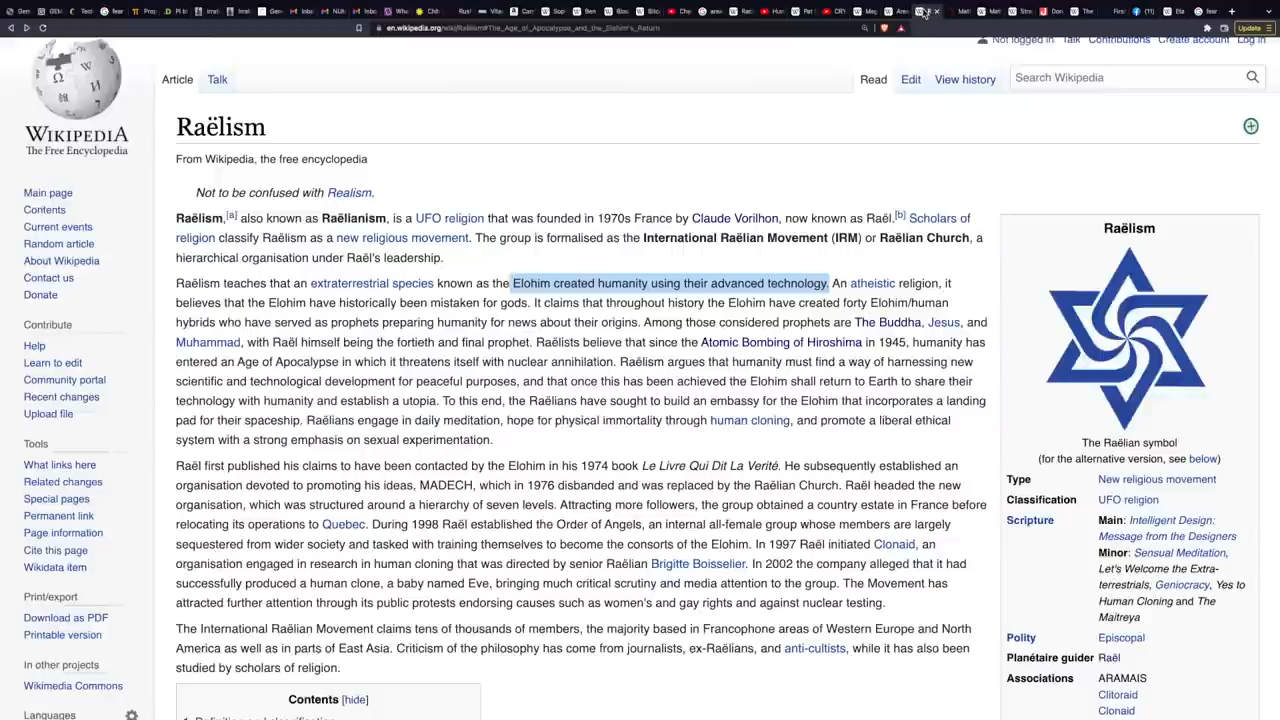 en.wikipedia.org/wiki/Raëlism#The_Age_of_Apocalypse_and_the_Elohim's_Return
Update
Not logged in Talk Contributions Create account Log in
Article Talk
Read Edit View history
Search Wikipedia
WIKIPEDIA
The Free Encyclopedia
Main page
Contents
Current events
Random article
About Wikipedia
Contact us
Donate
Contribute
Help
Learn to edit
Community portal
Recent changes
Upload file
Tools
What links here
Related changes
Special pages
Permanent link
Page information
Cite this page
Wikidata item
Print/export
Download as PDF
Printable version
In other projects
Wikimedia Commons
Languages
Raëlism
From Wikipedia, the free encyclopedia
Not to be confused with Realism.
Raëlism,[a] also known as Raëlianism, is a UFO religion that was founded in 1970s France by Claude Vorilhon, now known as Raël.[b] Scholars of
religion classify Raëlism as a new religious movement. The group is formalised as the International Raëlian Movement (IRM) or Raëlian Church, a
hierarchical organisation under Raël's leadership.
Raëlism teaches that an extraterrestrial species known as the Elohim created humanity using their advanced technology. An atheistic religion, it
believes that the Elohim have historically been mistaken for gods. It claims that throughout history the Elohim have created forty Elohim/human
hybrids who have served as prophets preparing humanity for news about their origins. Among those considered prophets are The Buddha, Jesus, and
Muhammad, with Raël himself being the fortieth and final prophet. Raëlists believe that since the Atomic Bombing of Hiroshima in 1945, humanity has
entered an Age of Apocalypse in which it threatens itself with nuclear annihilation. Raëlism argues that humanity must find a way of harnessing new
scientific and technological development for peaceful purposes, and that once this has been achieved the Elohim shall return to Earth to share their
technology with humanity and establish a utopia. To this end, the Raëlians have sought to build an embassy for the Elohim that incorporates a landing
pad for their spaceship. Raëlians engage in daily meditation, hope for physical immortality through human cloning, and promote a liberal ethical
system with a strong emphasis on sexual experimentation.
Raël first published his claims to have been contacted by the Elohim in his 1974 book Le Livre Qui Dit La Verité. He subsequently established an
organisation devoted to promoting his ideas, MADECH, which in 1976 disbanded and was replaced by the Raëlian Church. Raël headed the new
organisation, which was structured around a hierarchy of seven levels. Attracting more followers, the group obtained a country estate in France before
relocating its operations to Quebec. During 1998 Raël established the Order of Angels, an internal all-female group whose members are largely
sequestered from wider society and tasked with training themselves to become the consorts of the Elohim. In 1997 Raël initiated Clonaid, an
organisation engaged in research in human cloning that was directed by senior Raëlian Brigitte Boisselier. In 2002 the company alleged that it had
successfully produced a human clone, a baby named Eve, bringing much critical scrutiny and media attention to the group. The Movement has
attracted further attention through its public protests endorsing causes such as women's and gay rights and against nuclear testing.
The International Raëlian Movement claims tens of thousands of members, the majority based in Francophone areas of Western Europe and North
America as well as in parts of East Asia. Criticism of the philosophy has come from journalists, ex-Raëlians, and anti-cultists, while it has also been
studied by scholars of religion.
Contents [hide]
Raëlism
The Raëlian symbol
(for the alternative version, see below)
Type New religious movement
Classification UFO religion
Scripture Main: Intelligent Design:
Message from the Designers
Minor: Sensual Meditation,
Let's Welcome the Extra-
terrestrials, Geniocracy, Yes to
Human Cloning and The
Maitreya
Polity Episcopal
Planétaire guider Raël
Associations ARAMAIS
Clitoraid
Clonaid